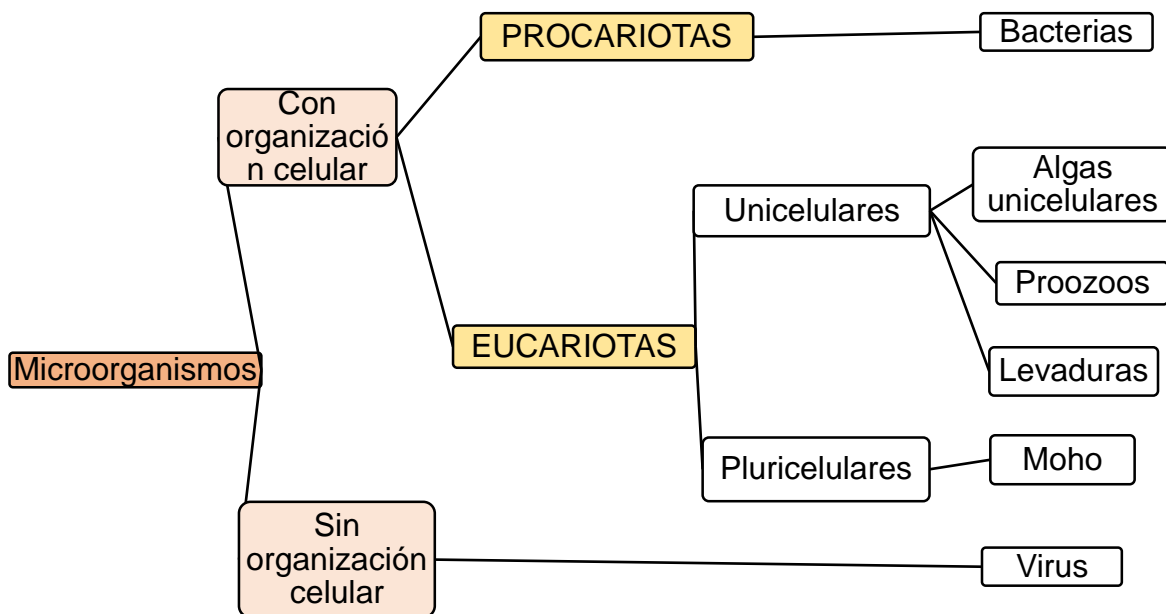 PROCARIOTAS
Bacterias
Con
organizació
n celular
Algas
unicelulares
Unicelulares
Proozoos
EUCARIOTAS
Levaduras
Microorganismos
Pluricelulares
Moho
Sin
organización
celular
Virus